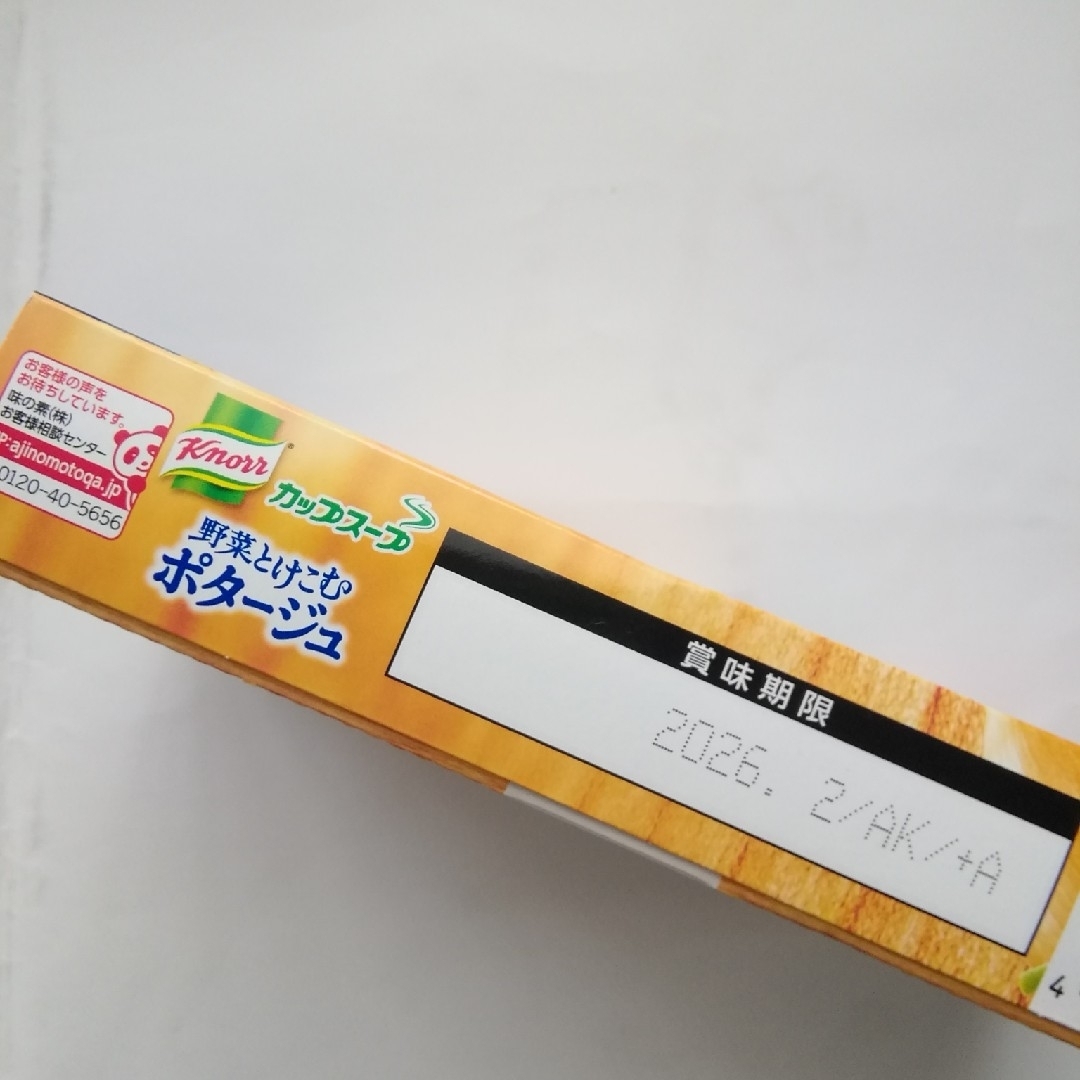 お客様の声を
お待ちしています。
味の素(株)
お客様相談センター
P:ajinomotoqa.jp
0120-40-5656
Knorr®
カップスープ
野菜とけこむ
ポタージュ
賞味期限
2026. 2/AK/+A
4